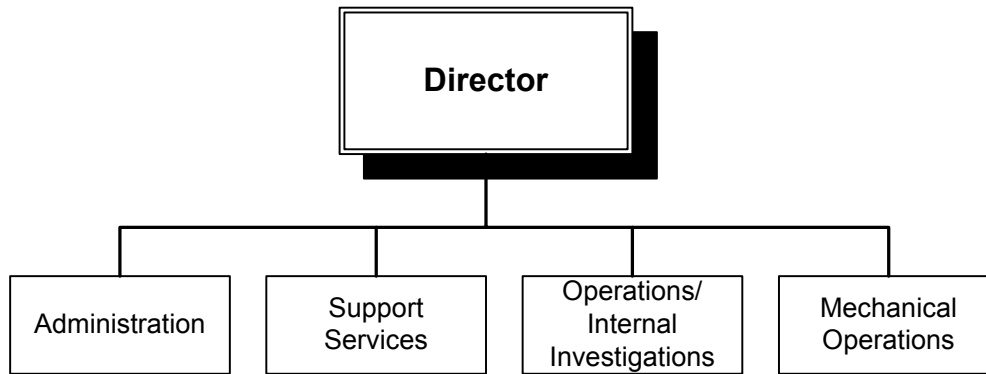 Director
Administration
Support
Services
Operations/
Internal
Investigations
Mechanical
Operations